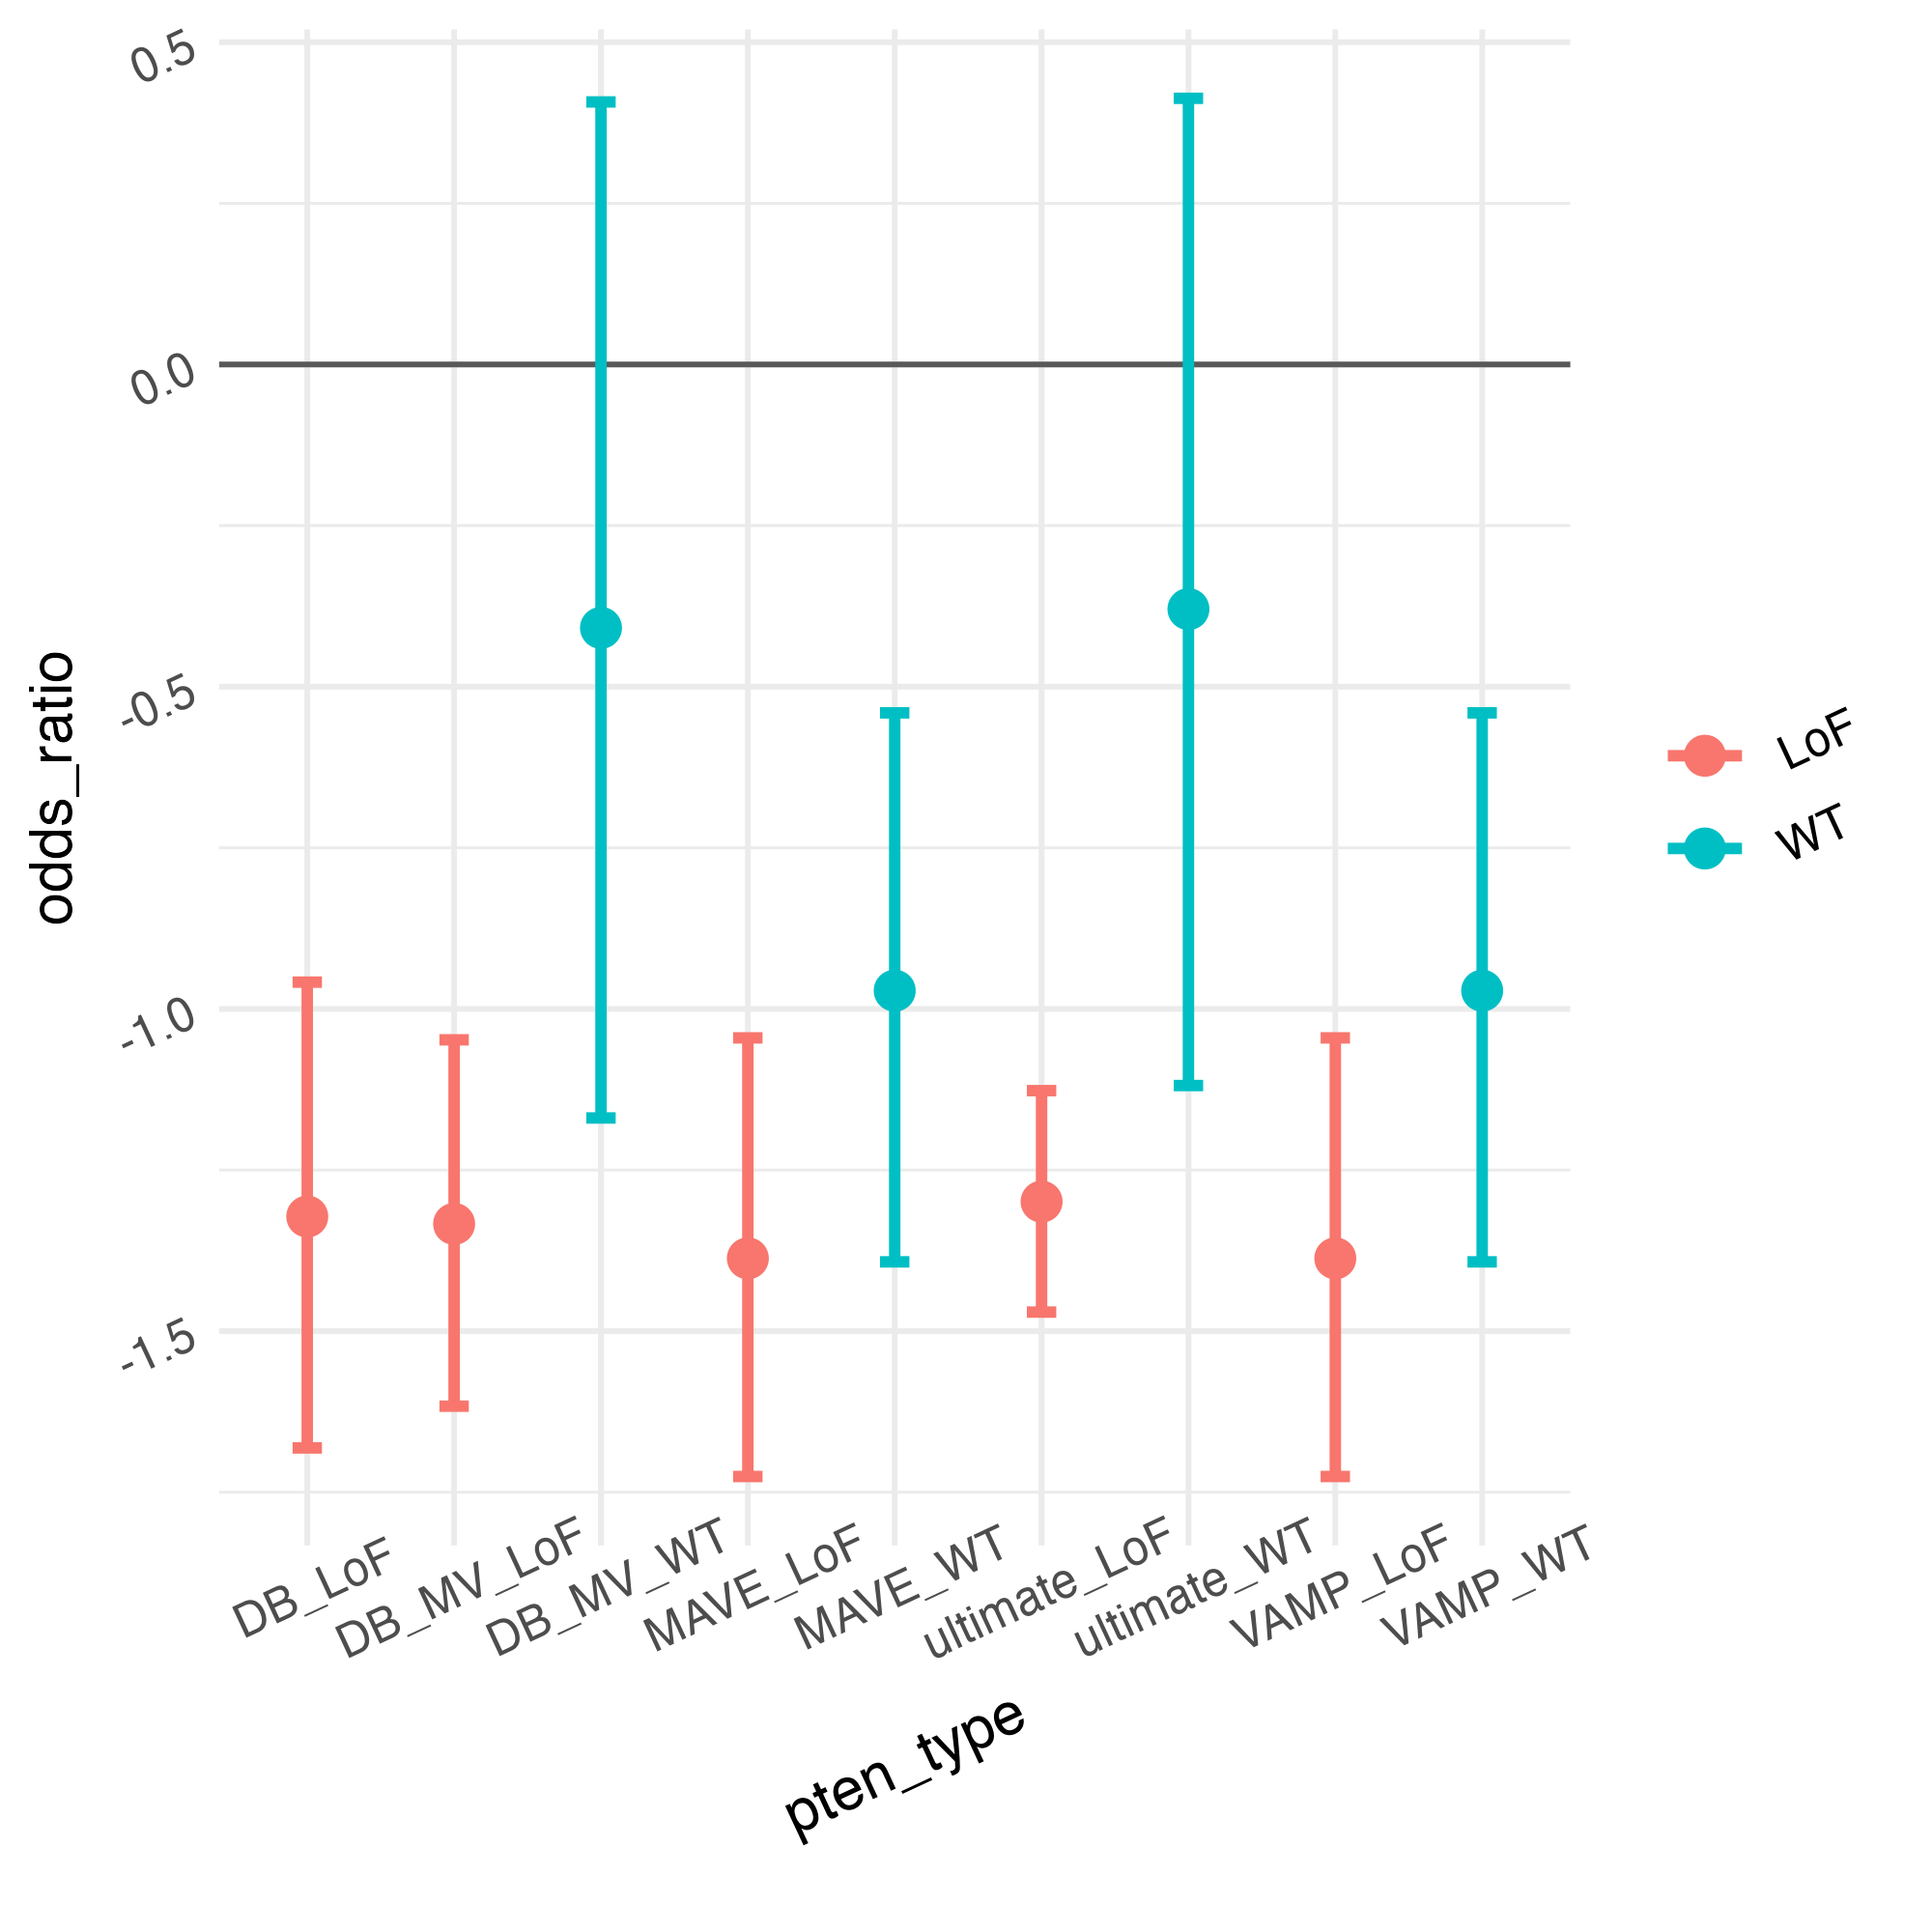 0.5
0.0
-0.5
-1.0
-1.5
odds_ratio
DB_LoF
DB_MV_LoF
DB_MV_WT
MAVE_LoF
MAVE_WT
ultimate_LoF
ultimate_WT
VAMP_LoF
VAMP_WT
pten_type
LoF
WT